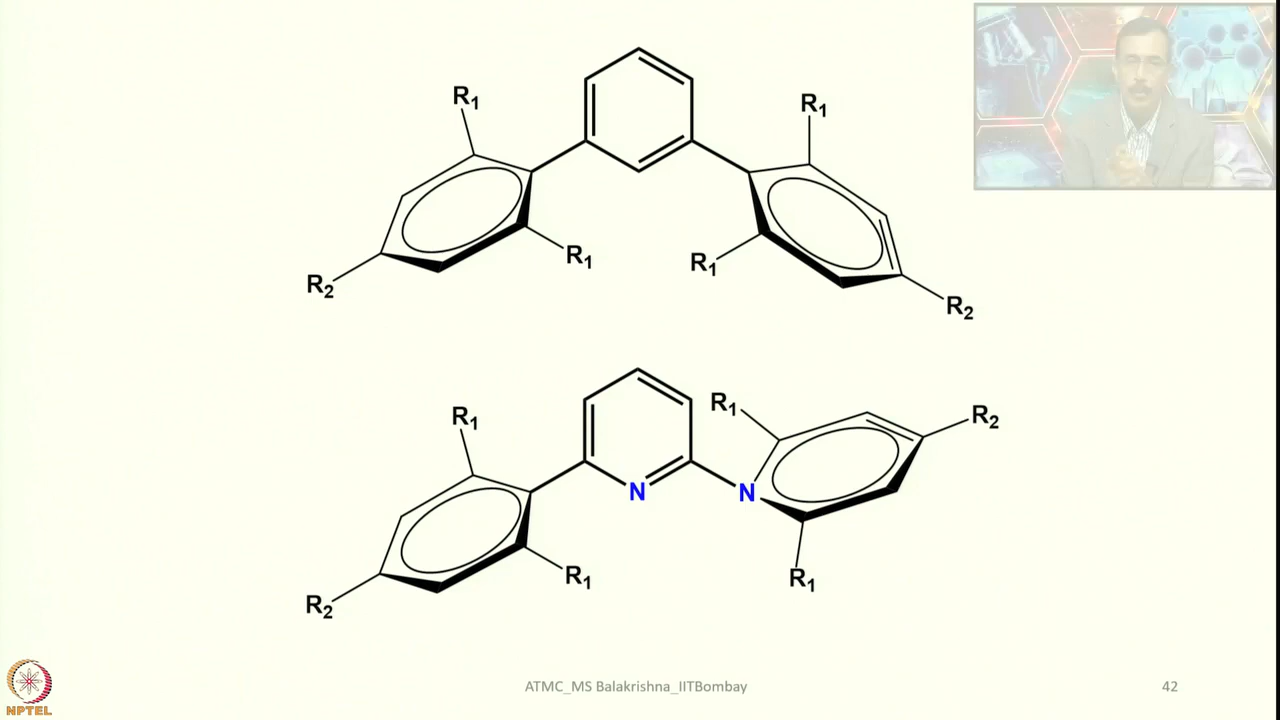 R₁
R₁
R₁
R₁
R₂
R₂
R₁
R₁
R₂
N
N
R₁
R₁
R₂
ATMC_MS Balakrishna_IITBombay
42
NPTEL